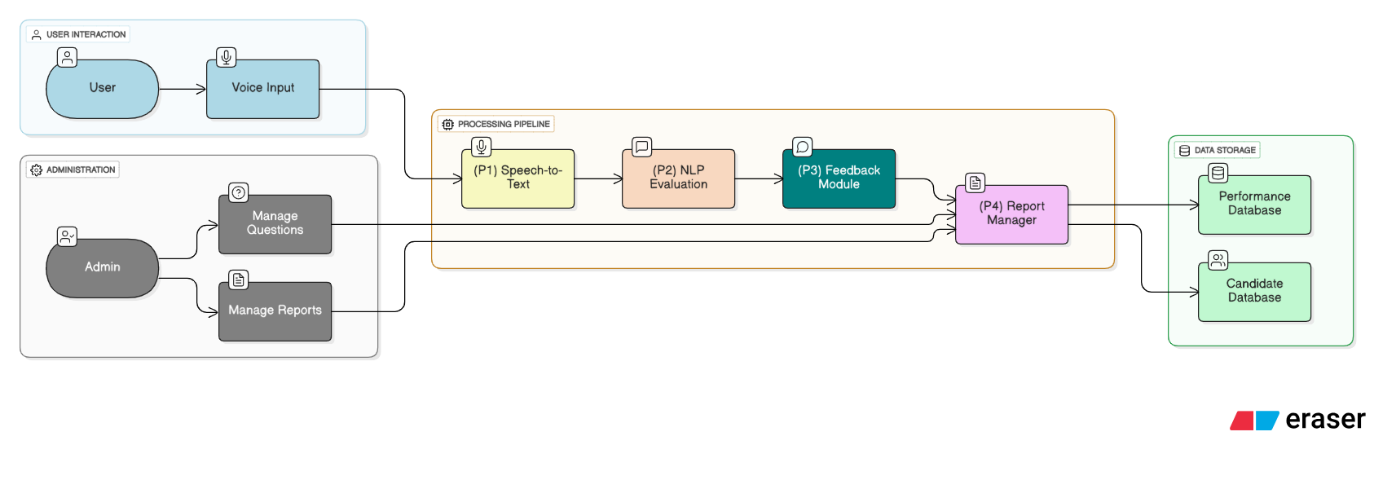 USER INTERACTION
User
Voice Input
ADMINISTRATION
Admin
Manage
Questions
Manage Reports
PROCESSING PIPELINE
(P1) Speech-to-
Text
(P2) NLP
Evaluation
(P3) Feedback
Module
(P4) Report
Manager
DATA STORAGE
Performance
Database
Candidate
Database
eraser